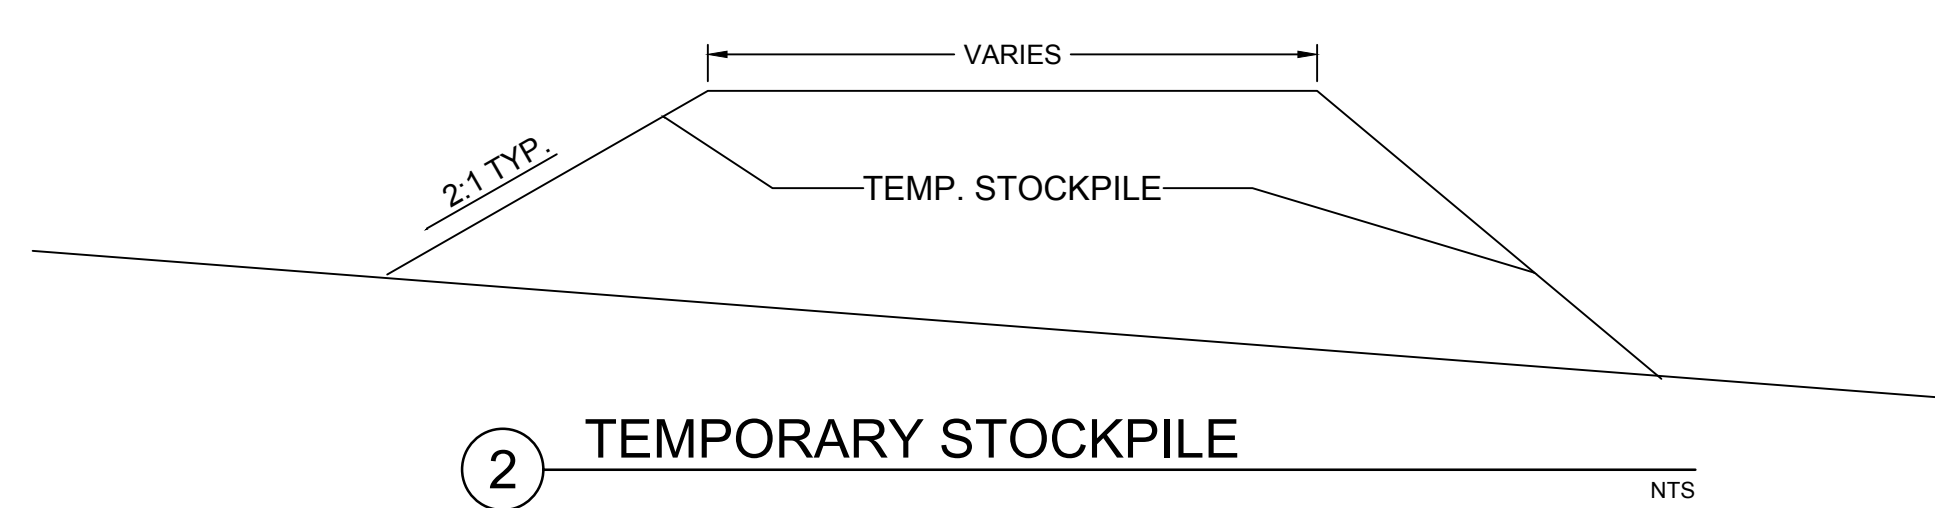 VARIES
2:1 TYP.
TEMP. STOCKPILE
TEMPORARY STOCKPILE
2
NTS